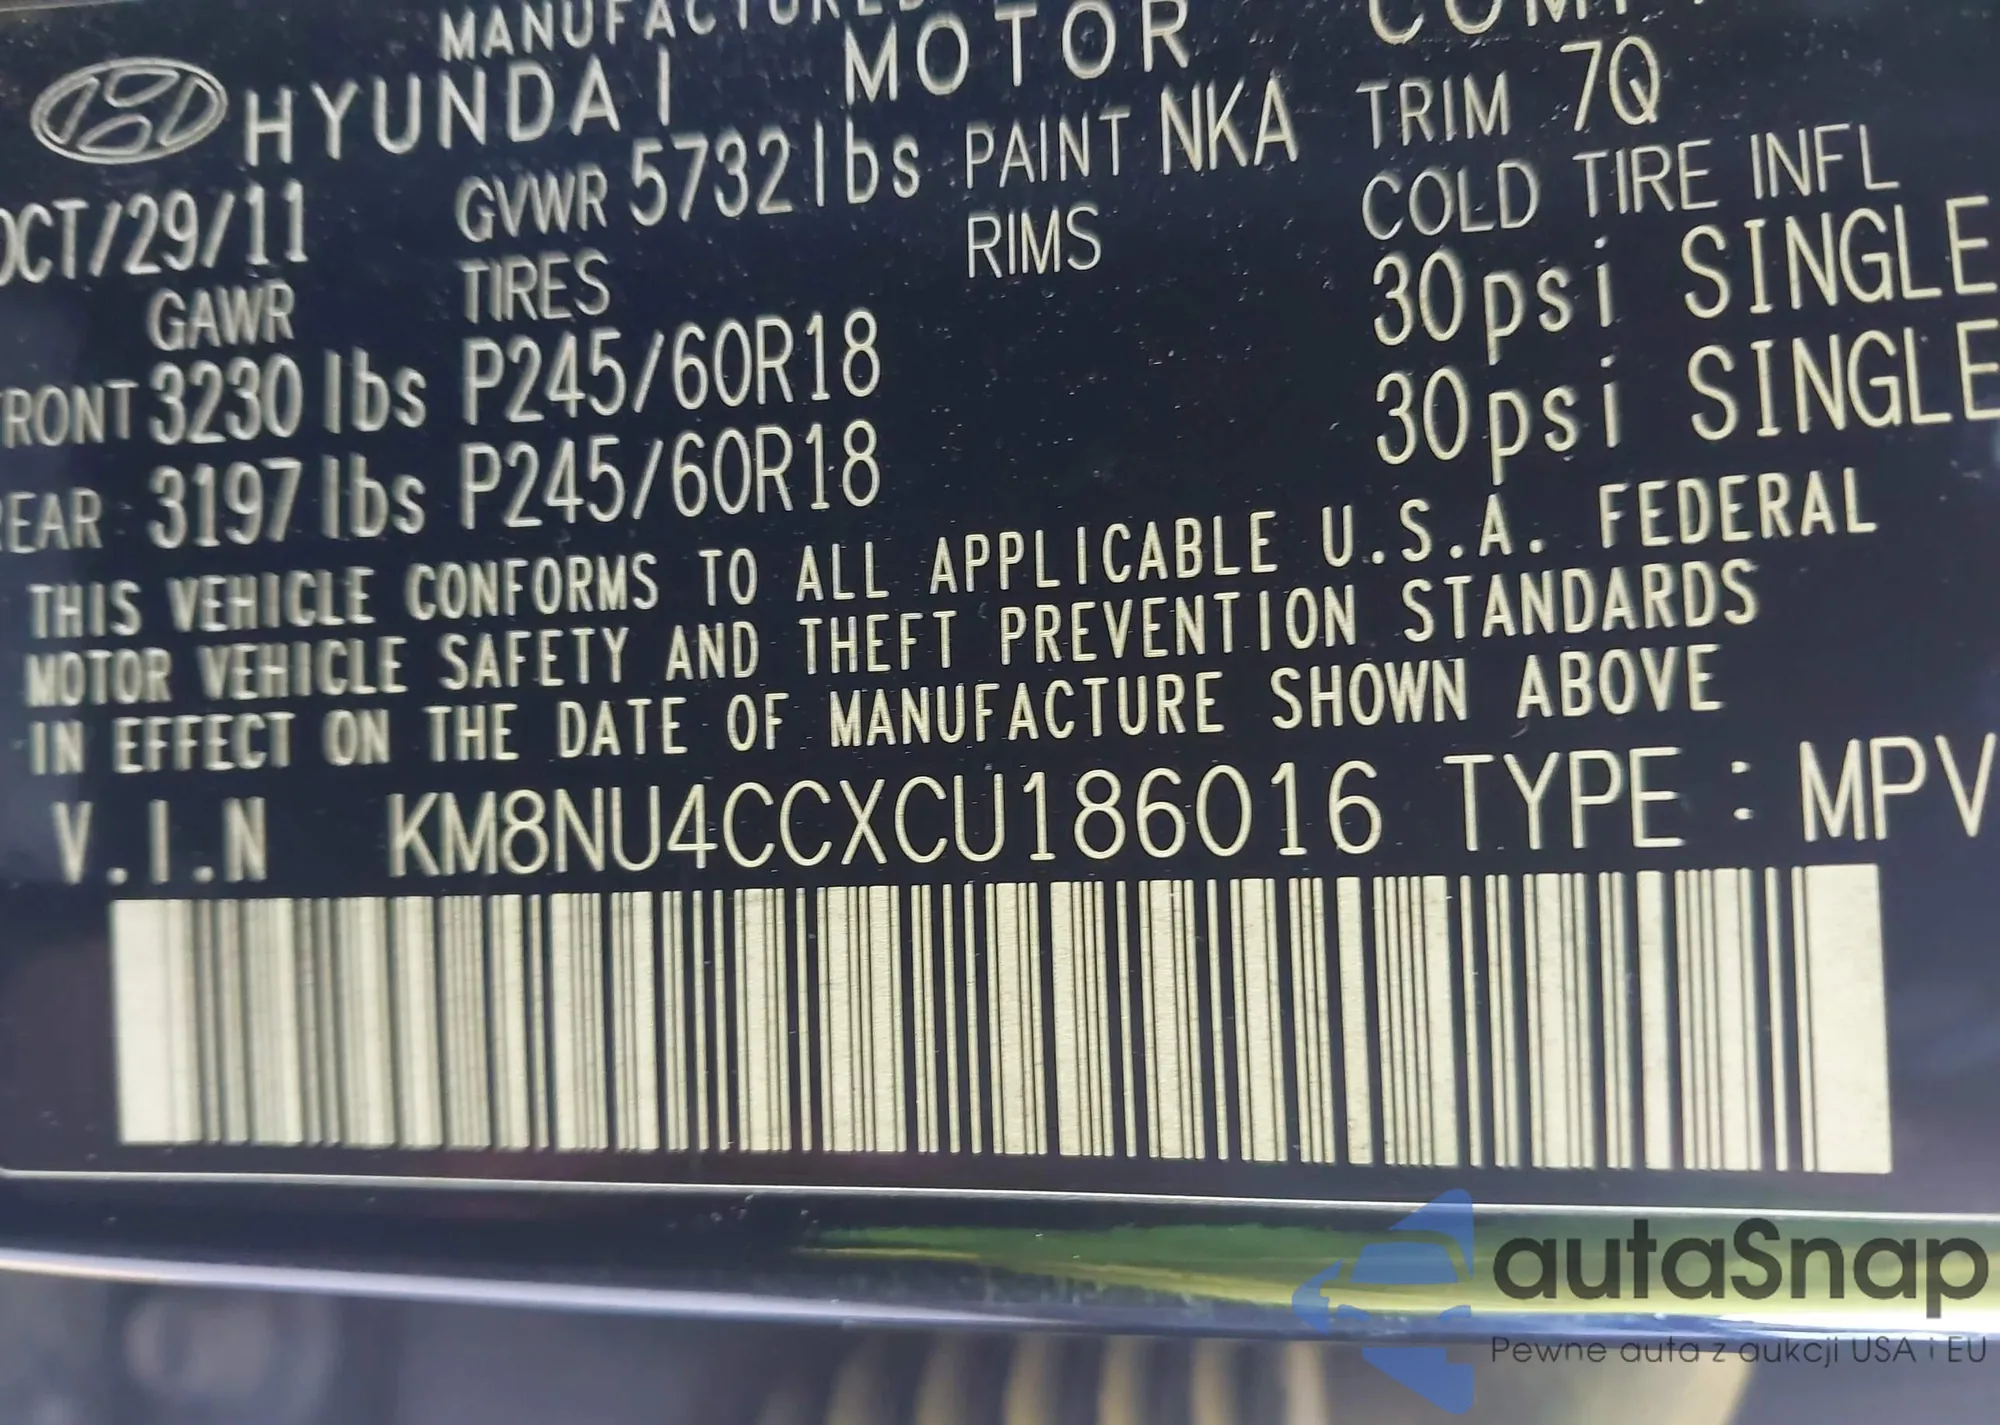 MANUFACTURED
HYUNDAI MOTOR COMP
OCT/29/11 GVWR 5732lbs PAINT NKA TRIM 7Q
GAWR TIRES RIMS COLD TIRE INFL
FRONT 3230 lbs P245/60R18 30psi SINGLE
REAR 3197 lbs P245/60R18 30psi SINGLE
THIS VEHICLE CONFORMS TO ALL APPLICABLE U.S.A. FEDERAL
MOTOR VEHICLE SAFETY AND THEFT PREVENTION STANDARDS
IN EFFECT ON THE DATE OF MANUFACTURE SHOWN ABOVE
V.I.N KM8NU4CCXCU186016 TYPE : MPV
autaSnap
Pewne auta z aukcji USA i EU